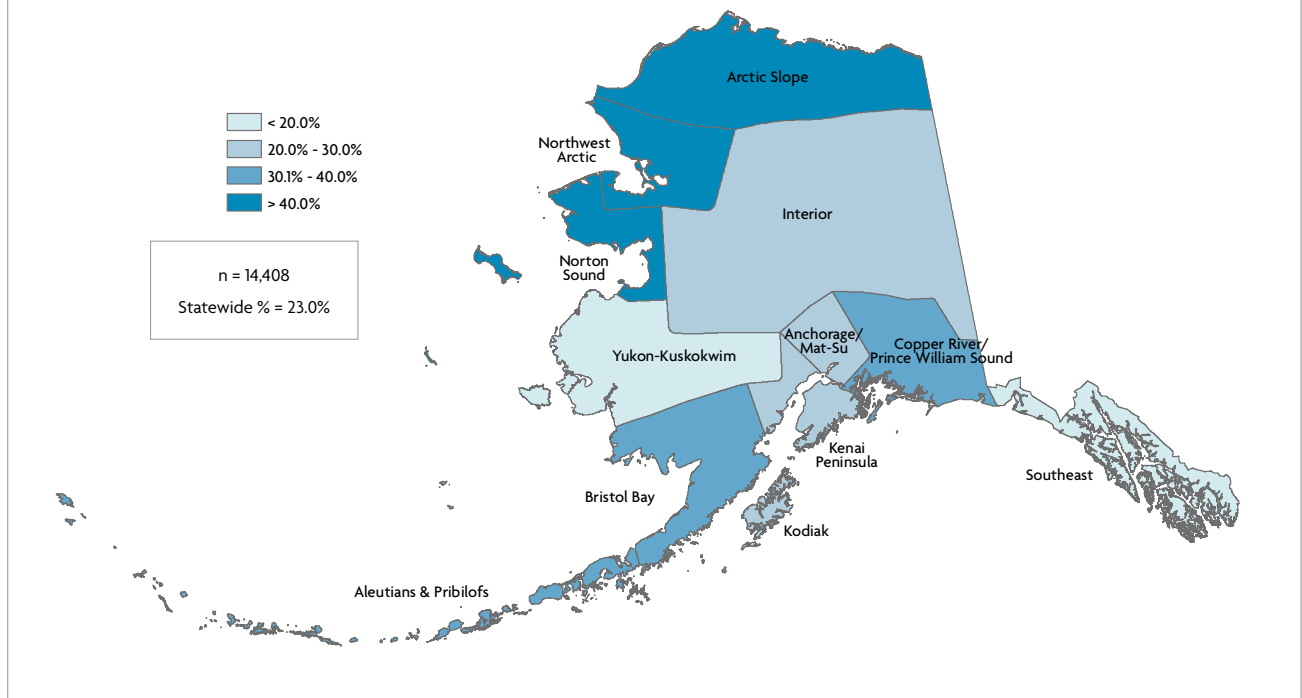 Arctic Slope
< 20.0%
20.0% - 30.0%
30.1% - 40.0%
> 40.0%
Northwest
Arctic
Interior
n = 14,408
Statewide % = 23.0%
Norton
Sound
Anchorage/
Mat-Su
Copper River/
Prince William Sound
Yukon-Kuskokwim
Kenai
Peninsula
Southeast
Bristol Bay
Kodiak
Aleutians & Pribilofs